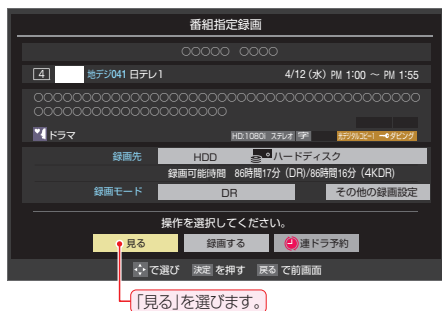 番組指定録画
○○○○○ ○○○○
4 地デジ041 日テレ1 4/12(水) PM 1:00 ～ PM 1:55
○○○○○○○○○○○○○○○○○○○○○○○○○○○○○○○○○○○○○○○○
○○○○○○○○○○○○○○○○○○○○
ドラマ HD:1080i ステレオ 字 デジタルコピー1 ダビング
録画先 HDD ハードディスク
録画可能時間 86時間17分 (DR)/86時間16分 (4KDR)
録画モード DR その他の録画設定
操作を選択してください。
見る 録画する 連ドラ予約
で選び 決定 を押す 戻る で前画面
「見る」を選びます。